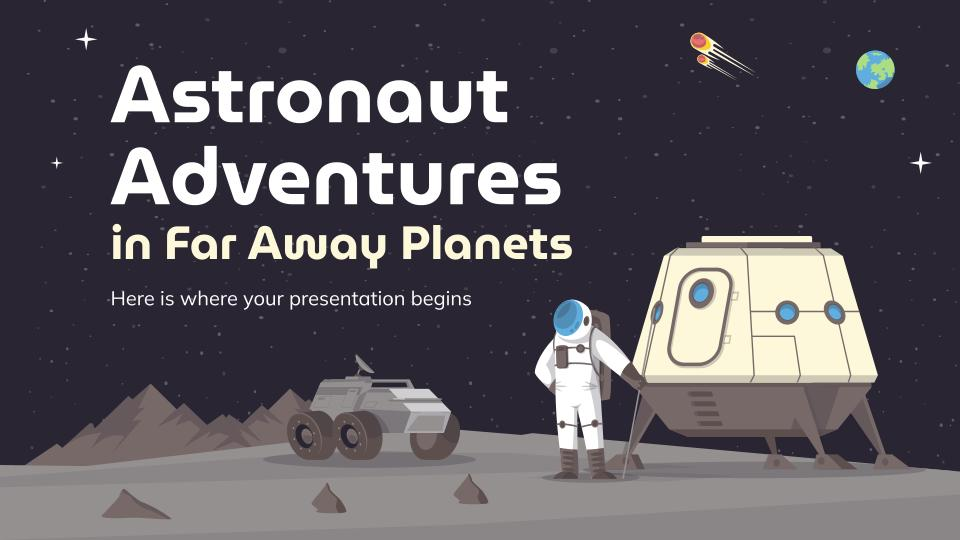 Astronaut
Adventures
in Far Away Planets
Here is where your presentation begins